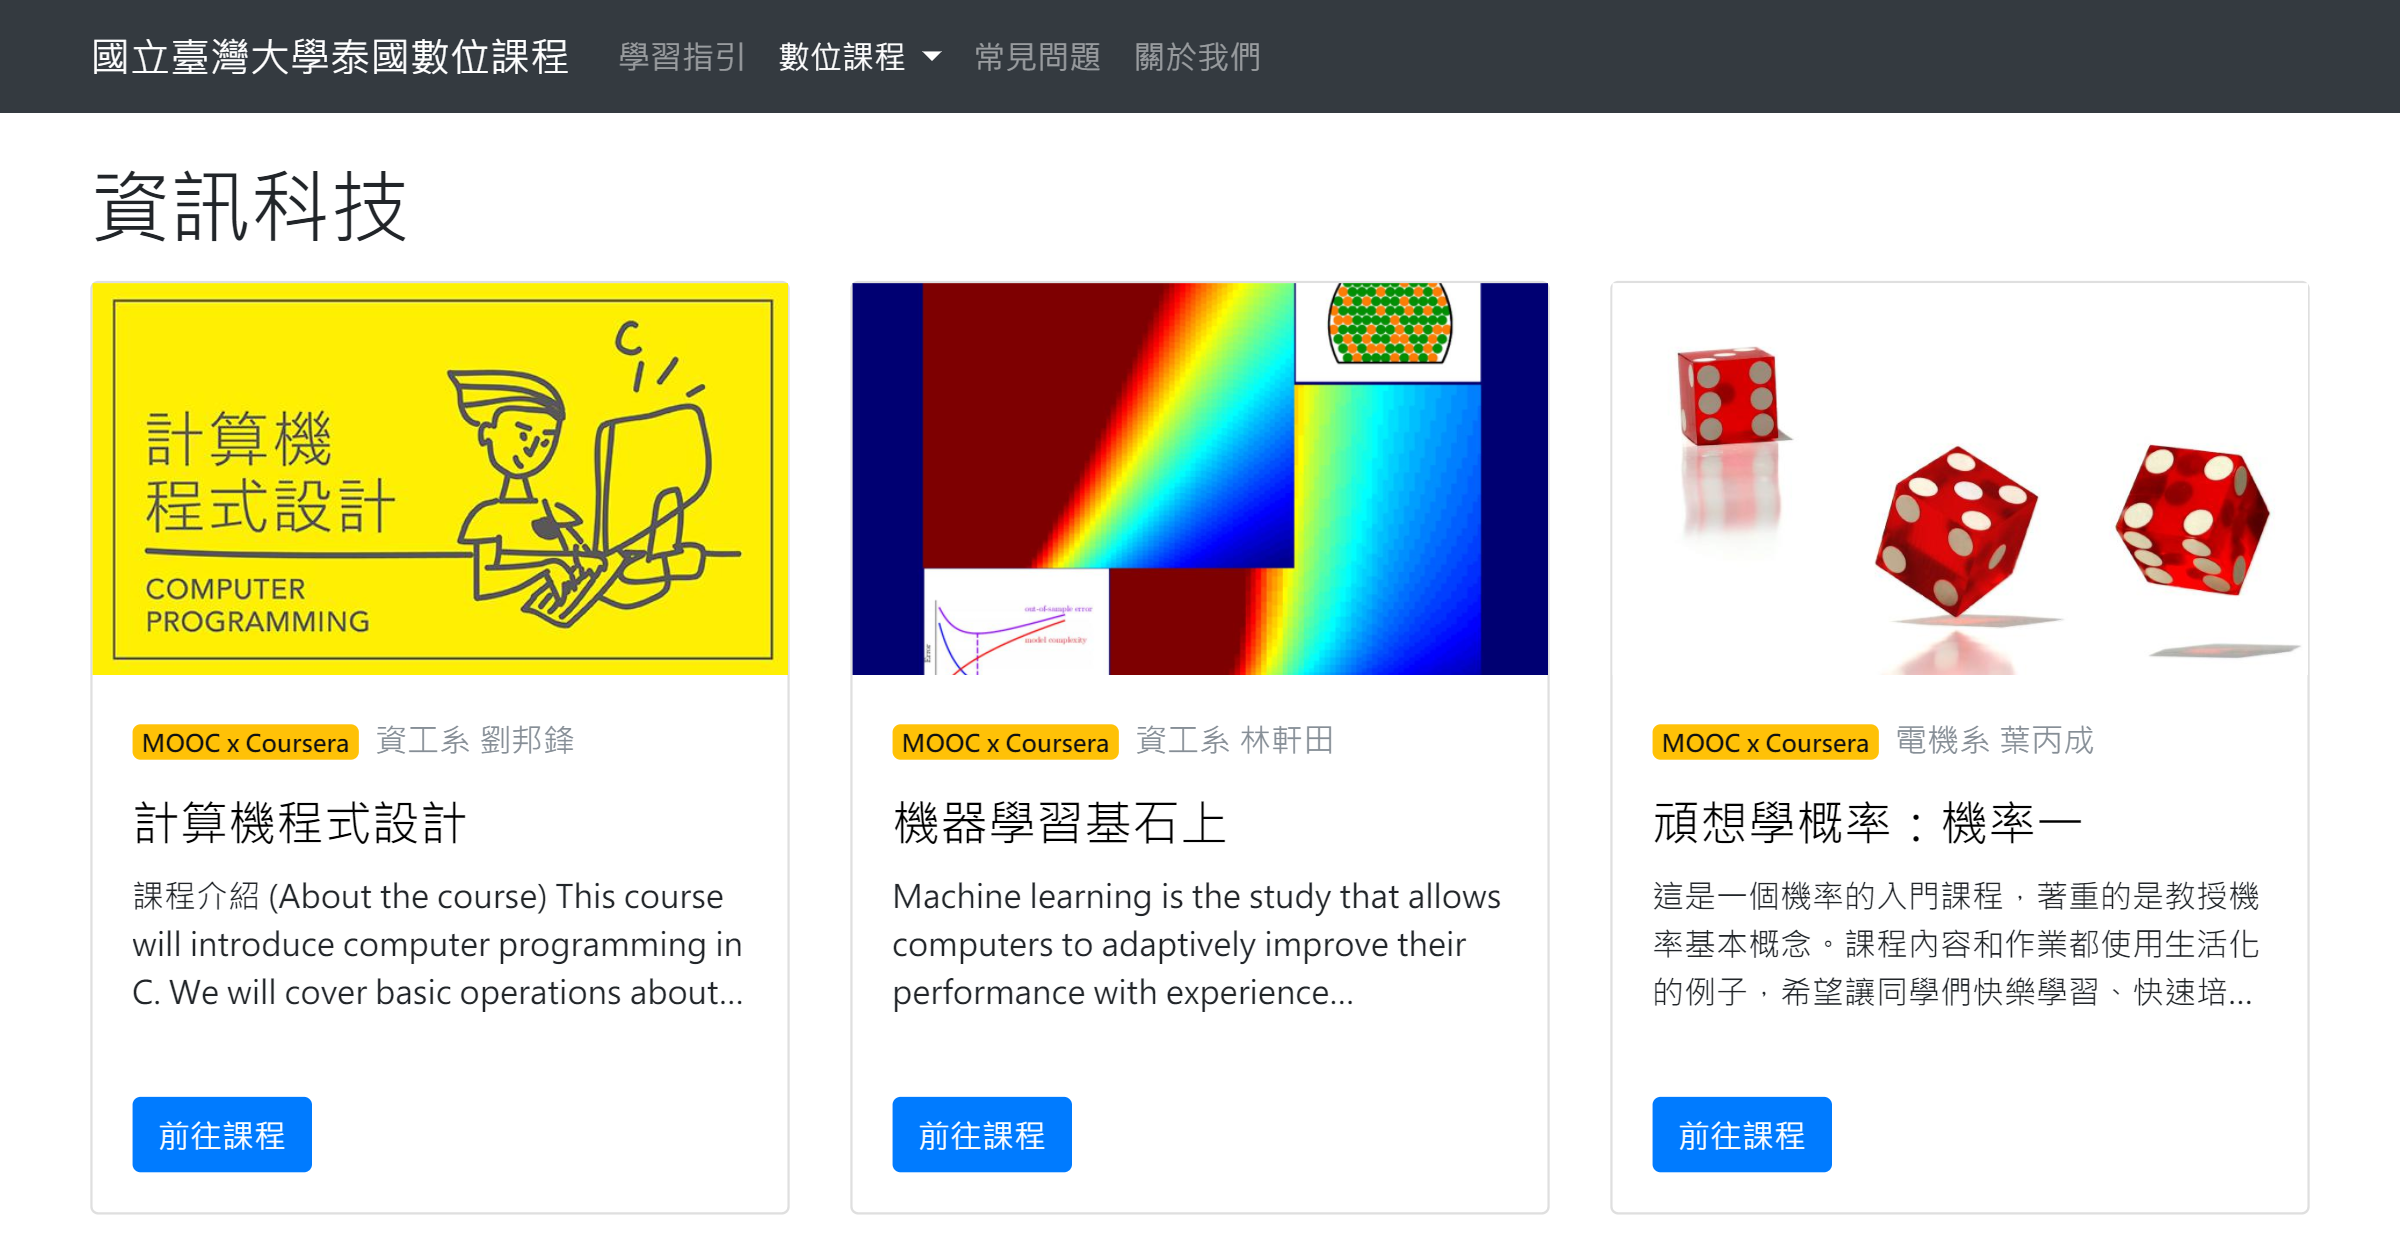 國立臺灣大學泰國數位課程 學習指引 數位課程 常見問題 關於我們
資訊科技
計算機
程式設計
COMPUTER
PROGRAMMING
C
MOOC x Coursera 資工系 劉邦鋒
計算機程式設計
課程介紹 (About the course) This course
will introduce computer programming in
C. We will cover basic operations about...
前往課程
out-of-sample error
model complexity
Error
MOOC x Coursera 資工系 林軒田
機器學習基石上
Machine learning is the study that allows
computers to adaptively improve their
performance with experience...
前往課程
MOOC x Coursera 電機系 葉丙成
頑想學概率：機率一
這是一個機率的入門課程，著重的是教授機
率基本概念。課程內容和作業都使用生活化
的例子，希望讓同學們快樂學習、快速培...
前往課程